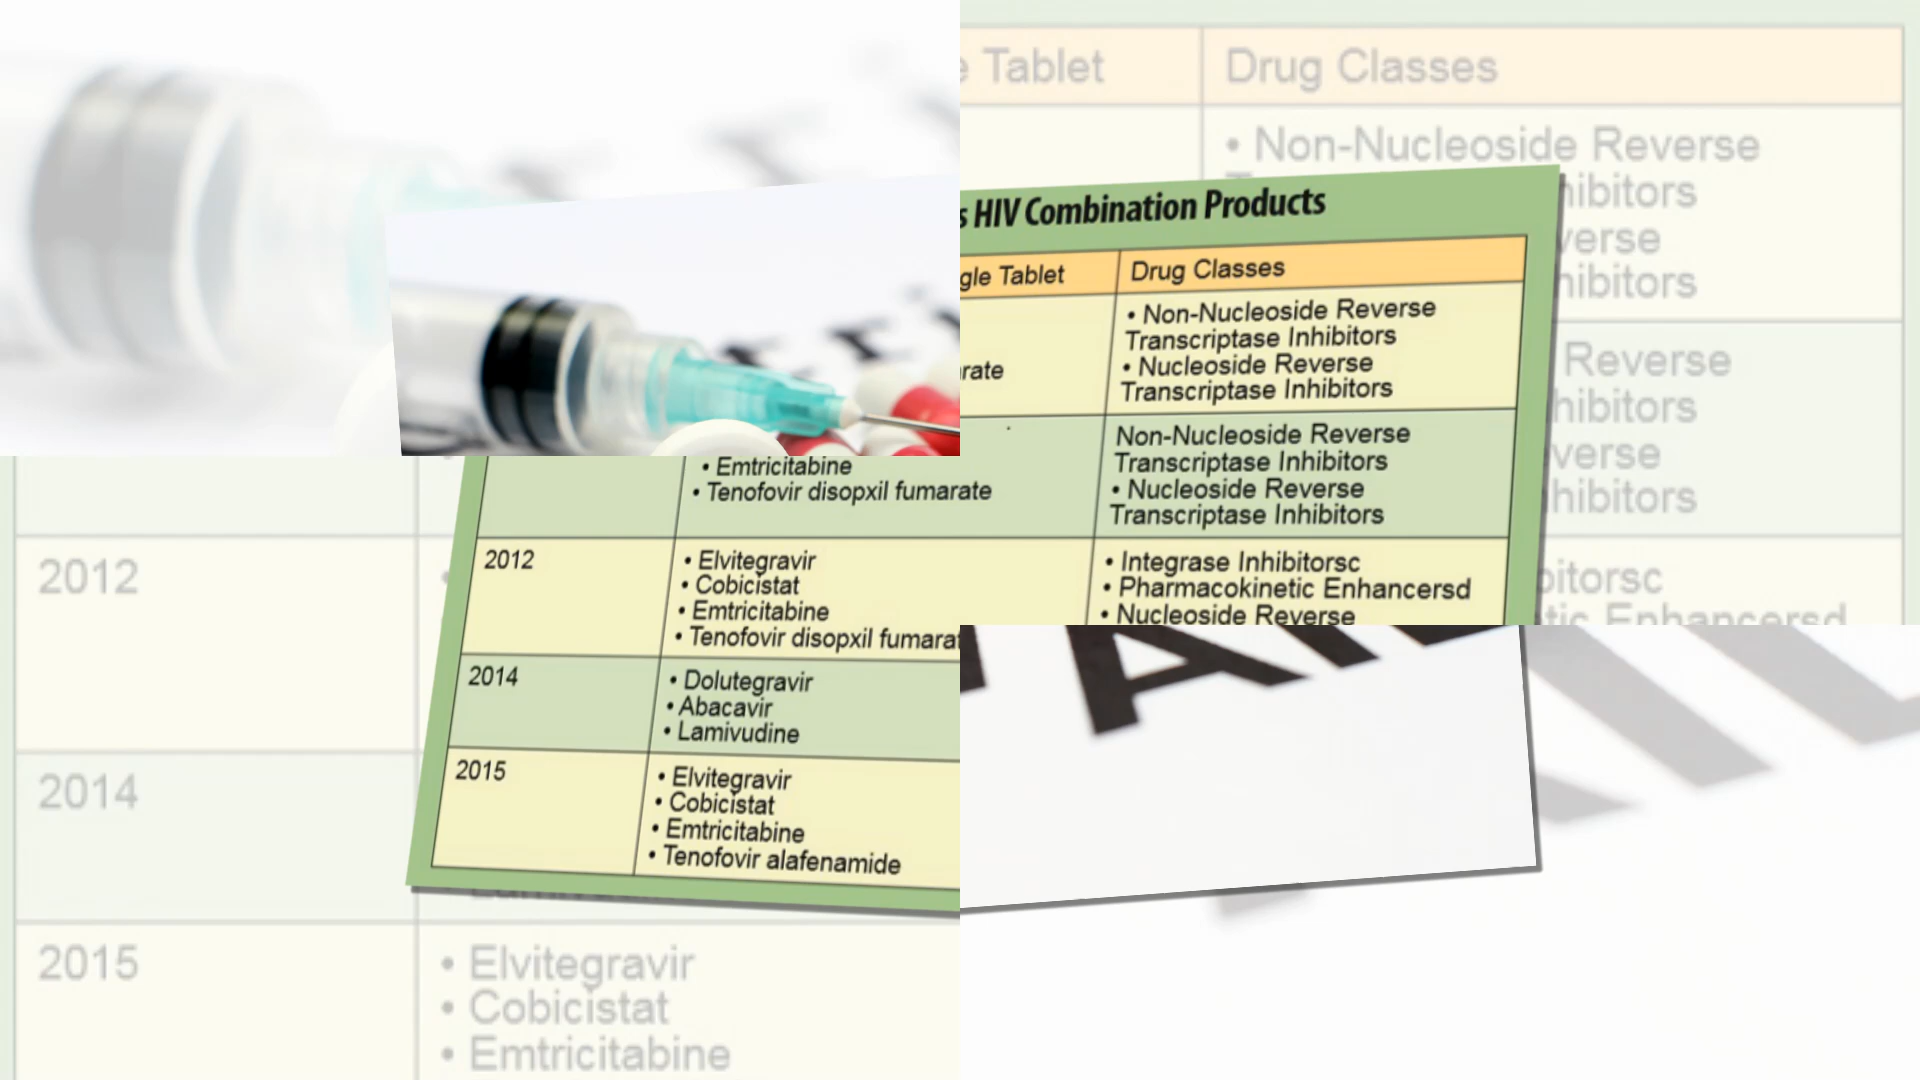 s HIV Combination Products
gle Tablet
Drug Classes
• Non-Nucleoside Reverse
Transcriptase Inhibitors
• Nucleoside Reverse
Transcriptase Inhibitors
Non-Nucleoside Reverse
Transcriptase Inhibitors
• Nucleoside Reverse
Transcriptase Inhibitors
• Emtricitabine
• Tenofovir disopxil fumarate
2012
• Elvitegravir
• Cobicistat
• Emtricitabine
• Tenofovir disopxil fumarat
• Integrase Inhibitorsc
• Pharmacokinetic Enhancersd
• Nucleoside Reverse
2014
• Dolutegravir
• Abacavir
• Lamivudine
2015
• Elvitegravir
• Cobicistat
• Emtricitabine
• Tenofovir alafenamide
Tablet
Drug Classes
• Non-Nucleoside Reverse
hibitors
verse
hibitors
Reverse
hibitors
verse
hibitors
2012
bitorsc
tic Enhancersd
2014
2015
• Elvitegravir
• Cobicistat
• Emtricitabine